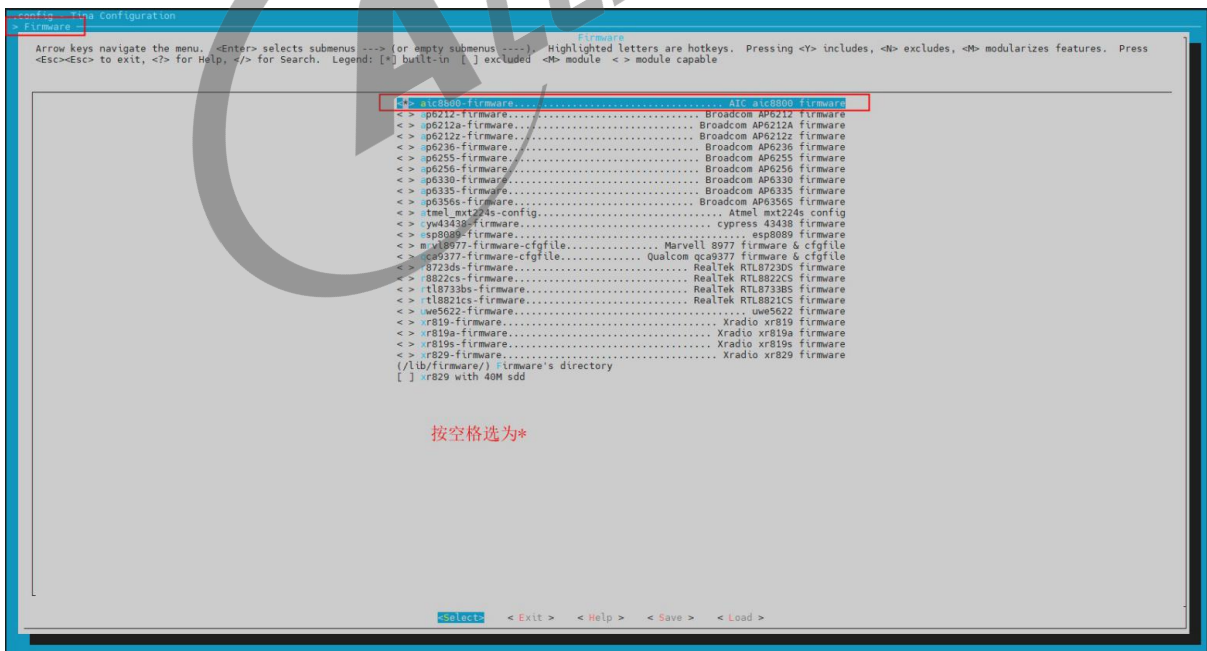 .config - Tina Configuration
> Firmware
Firmware
Arrow keys navigate the menu. <Enter> selects submenus ---> (or empty submenus ----). Highlighted letters are hotkeys. Pressing <Y> includes, <N> excludes, <M> modularizes features. Press
<Esc><Esc> to exit, <?> for Help, </> for Search. Legend: [*] built-in [ ] excluded <M> module < > module capable
<*> aic8800-firmware................................... AIC aic8800 firmware
< > ap6212-firmware................................ Broadcom AP6212 firmware
< > ap6212a-firmware.............................. Broadcom AP6212A firmware
< > ap6212z-firmware.............................. Broadcom AP6212z firmware
< > ap6236-firmware................................ Broadcom AP6236 firmware
< > ap6255-firmware................................ Broadcom AP6255 firmware
< > ap6256-firmware................................ Broadcom AP6256 firmware
< > ap6330-firmware................................ Broadcom AP6330 firmware
< > ap6335-firmware................................ Broadcom AP6335 firmware
< > ap6356s-firmware.............................. Broadcom AP6356S firmware
< > atmel_mxt224s-config............................... Atmel mxt224s config
< > cyw43438-firmware................................ cypress 43438 firmware
< > esp8089-firmware....................................... esp8089 firmware
< > mrvl8977-firmware-cfgfile................ Marvell 8977 firmware & cfgfile
< > qca9377-firmware-cfgfile............. Qualcom qca9377 firmware & cfgfile
< > r8723ds-firmware............................. RealTek RTL8723DS firmware
< > r8822cs-firmware............................. RealTek RTL8822CS firmware
< > rtl8733bs-firmware........................... RealTek RTL8733BS firmware
< > rtl8821cs-firmware........................... RealTek RTL8821CS firmware
< > uwe5622-firmware....................................... uwe5622 firmware
< > xr819-firmware.................................... Xradio xr819 firmware
< > xr819a-firmware.................................. Xradio xr819a firmware
< > xr819s-firmware.................................. Xradio xr819s firmware
< > xr829-firmware.................................... Xradio xr829 firmware
(/lib/firmware/) Firmware's directory
[ ] xr829 with 40M sdd
按空格选为*
<Select> < Exit > < Help > < Save > < Load >